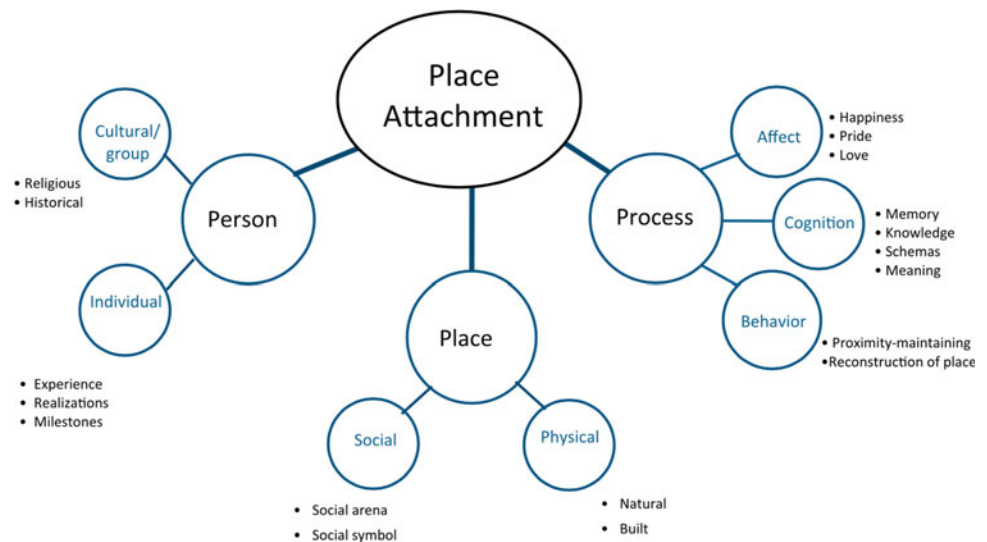 Place
Attachment
Cultural/
group
• Religious
• Historical
Person
Individual
• Experience
• Realizations
• Milestones
Place
Social
• Social arena
• Social symbol
Physical
• Natural
• Built
Process
Affect
• Happiness
• Pride
• Love
Cognition
• Memory
• Knowledge
• Schemas
• Meaning
Behavior
• Proximity-maintaining
•Reconstruction of place